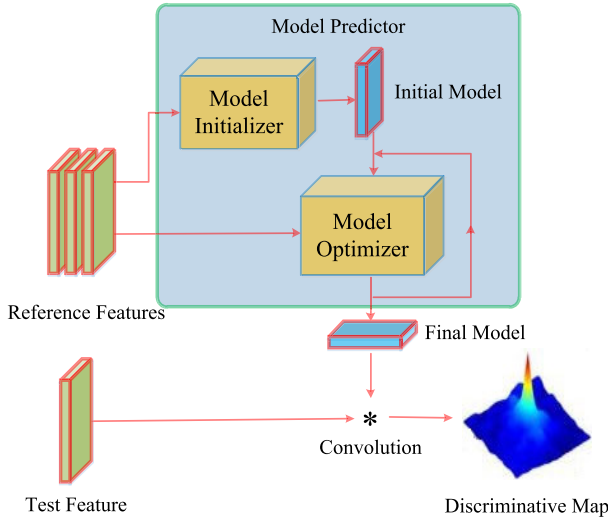 Model Predictor
Model
Initializer
Initial Model
Model
Optimizer
Reference Features
Final Model
*
Convolution
Test Feature
Discriminative Map